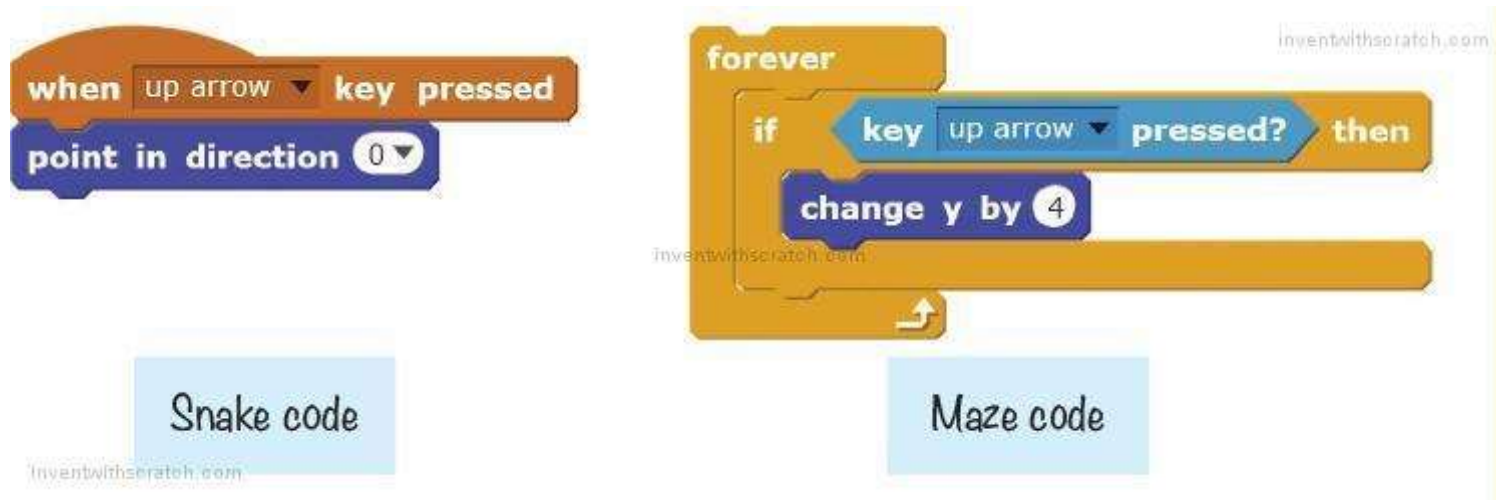 when up arrow key pressed
point in direction 0
Snake code
inventwithscratch.com
inventwithscratch.com
forever
if key up arrow pressed? then
change y by 4
inventwithscratch.com
Maze code